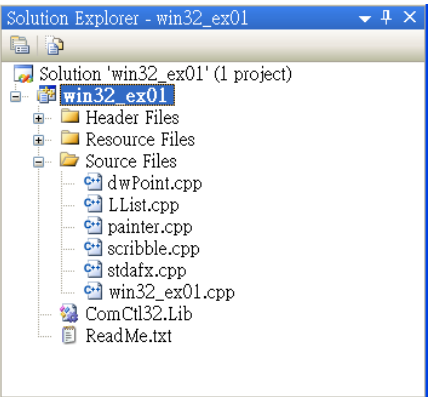 Solution Explorer - win32_ex01
Solution 'win32_ex01' (1 project)
win32_ex01
Header Files
Resource Files
Source Files
dwPoint.cpp
LList.cpp
painter.cpp
scribble.cpp
stdafx.cpp
win32_ex01.cpp
ComCtl32.Lib
ReadMe.txt